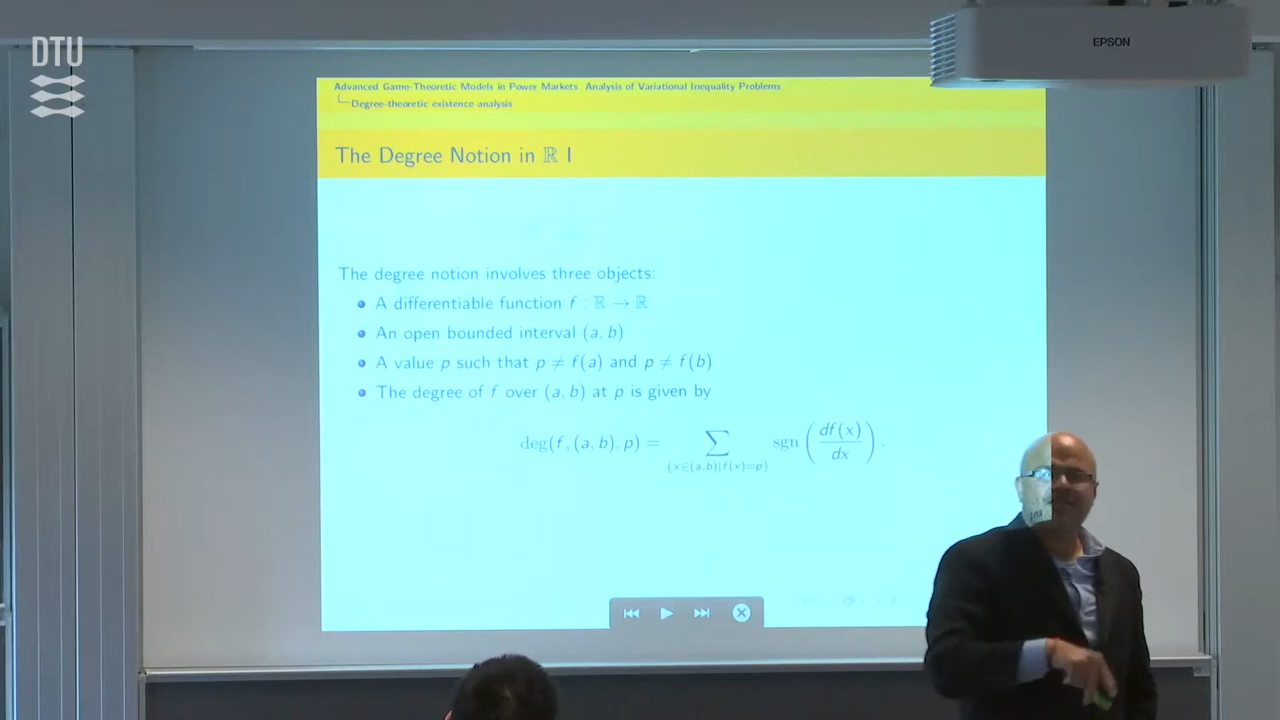 DTU
EPSON
Advanced Game-Theoretic Models in Power Markets Analysis of Variational Inequality Problems
Degree-theoretic existence analysis
The Degree Notion in ℝ I
The degree notion involves three objects:
• A differentiable function f : ℝ → ℝ
• An open bounded interval (a, b)
• A value p such that p ≠ f(a) and p ≠ f(b)
• The degree of f over (a, b) at p is given by
deg(f, (a, b), p) = ∑_{x∈(a,b)|f(x)=p} sgn (df(x)/dx).